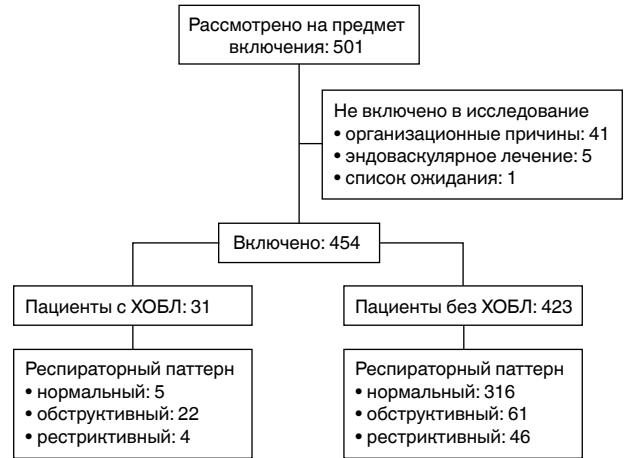 Рассмотрено на предмет
включения: 501
Не включено в исследование
• организационные причины: 41
• эндоваскулярное лечение: 5
• список ожидания: 1
Включено: 454
Пациенты с ХОБЛ: 31
Пациенты без ХОБЛ: 423
Респираторный паттерн
• нормальный: 5
• обструктивный: 22
• рестриктивный: 4
Респираторный паттерн
• нормальный: 316
• обструктивный: 61
• рестриктивный: 46